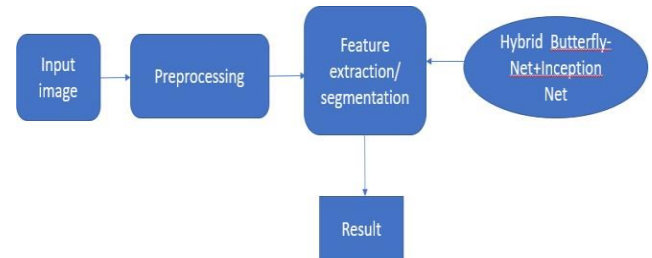 Input
image
Preprocessing
Feature
extraction/
segmentation
Hybrid Butterfly-
Net+Inception
Net
Result